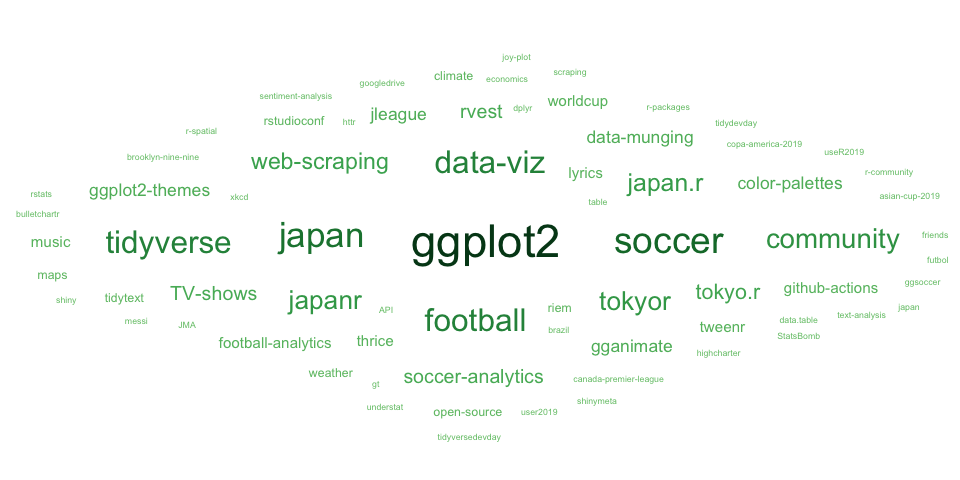 joy-plot
climate
economics
scraping
googledrive
sentiment-analysis
jleague
rvest
dplyr
worldcup
r-packages
rstudioconf
httr
tidydevday
r-spatial
data-munging
copa-america-2019
useR2019
brooklyn-nine-nine
web-scraping
data-viz
lyrics
r-community
rstats
ggplot2-themes
xkcd
table
japan.r
color-palettes
asian-cup-2019
bulletchartr
music
tidyverse
japan
ggplot2
soccer
community
friends
futbol
maps
shiny
tidytext
TV-shows
japanr
API
riem
tokyor
tokyo.r
github-actions
ggsoccer
japan
messi
JMA
football
brazil
tweenr
data.table
text-analysis
StatsBomb
football-analytics
thrice
gganimate
highcharter
weather
gt
soccer-analytics
canada-premier-league
understat
open-source
user2019
shinymeta
tidyversedevday